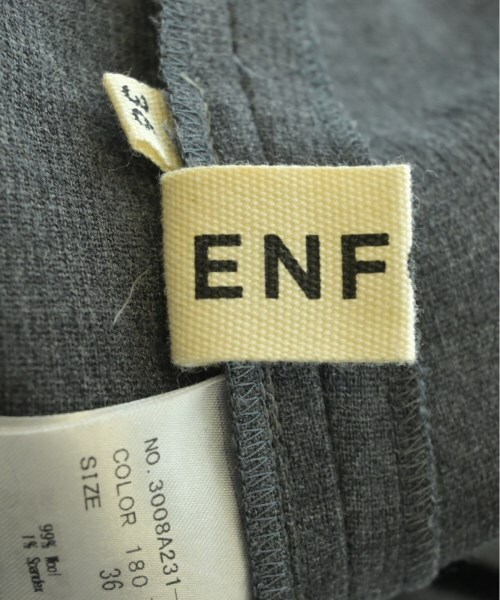 36
ENF
NO. 3008A231-
COLOR 180-
SIZE 36
99% Wool
1% Spandex